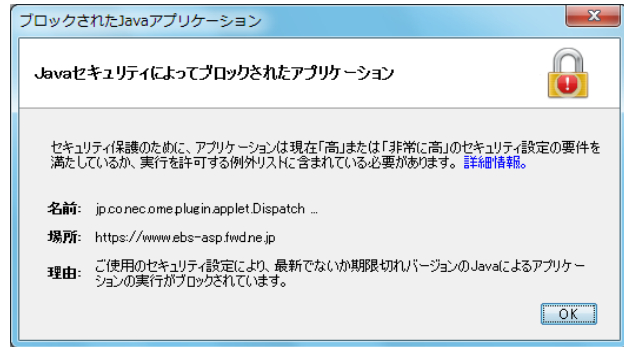 ブロックされたJavaアプリケーション
Javaセキュリティによってブロックされたアプリケーション
セキュリティ保護のために、アプリケーションは現在「高」または「非常に高」のセキュリティ設定の要件を
満たしているか、実行を許可する例外リストに含まれている必要があります。詳細情報。
名前: jp.co.nec.ome.plugin.applet.Dispatch ...
場所: https://www.ebs-asp.fwd.ne.jp
理由: ご使用のセキュリティ設定により、最新でないか期限切れバージョンのJavaによるアプリケー
ションの実行がブロックされています。
OK